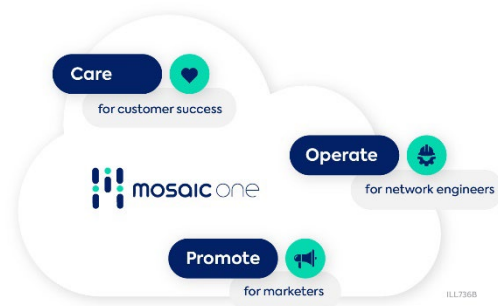 Care
for customer success
Operate
for network engineers
mosaic one
Promote
for marketers
ILL736B